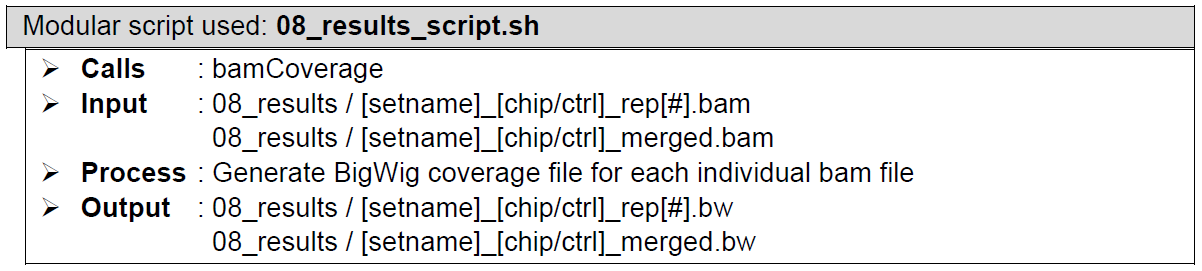 Modular script used: 08_results_script.sh
➢ Calls : bamCoverage
➢ Input : 08_results / [setname]_[chip/ctrl]_rep[#].bam
08_results / [setname]_[chip/ctrl]_merged.bam
➢ Process : Generate BigWig coverage file for each individual bam file
➢ Output : 08_results / [setname]_[chip/ctrl]_rep[#].bw
08_results / [setname]_[chip/ctrl]_merged.bw